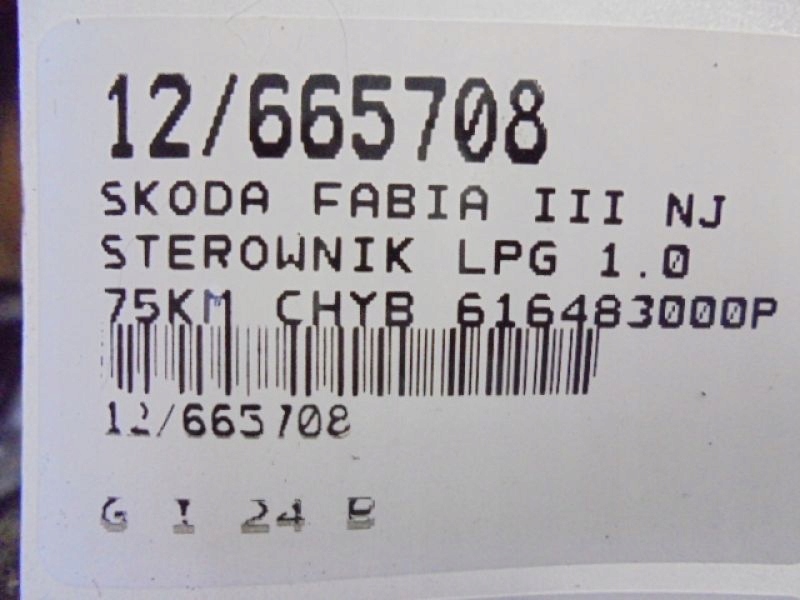 12/665708
SKODA FABIA III NJ
STEROWNIK LPG 1.0
75KM CHYB 616483000P
12/665708
G I 24 B